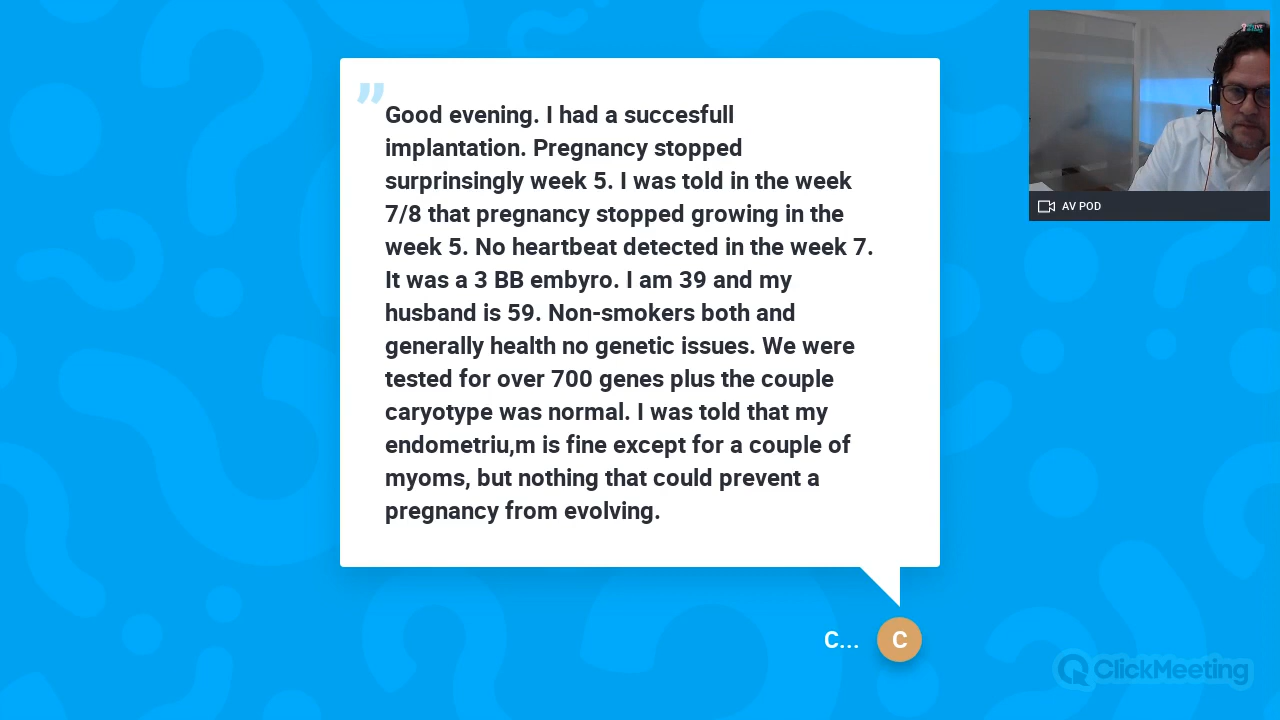 Good evening. I had a succesfull
implantation. Pregnancy stopped
surprinsingly week 5. I was told in the week
7/8 that pregnancy stopped growing in the
week 5. No heartbeat detected in the week 7.
It was a 3 BB embyro. I am 39 and my
husband is 59. Non-smokers both and
generally health no genetic issues. We were
tested for over 700 genes plus the couple
caryotype was normal. I was told that my
endometriu,m is fine except for a couple of
myoms, but nothing that could prevent a
pregnancy from evolving.
C... C
AV POD
ClickMeeting